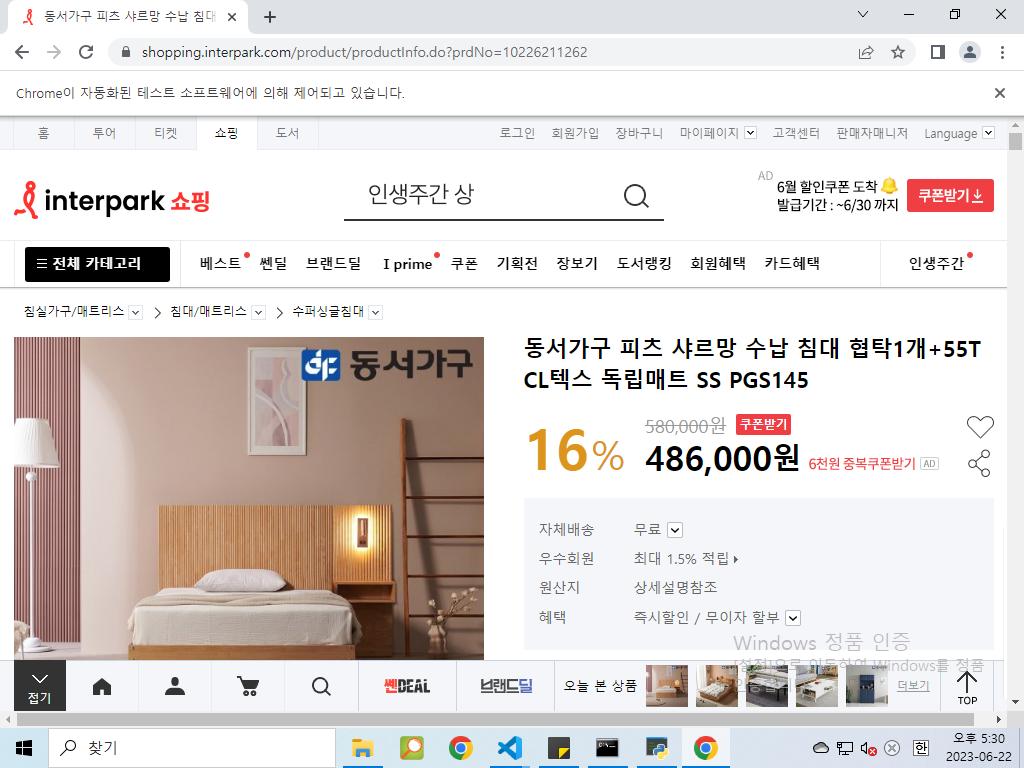 동서가구 피츠 샤르망 수납 침대
shopping.interpark.com/product/productInfo.do?prdNo=10226211262
Chrome이 자동화된 테스트 소프트웨어에 의해 제어되고 있습니다.
홈 투어 티켓 쇼핑 도서 로그인 회원가입 장바구니 마이페이지 고객센터 판매자매니저 Language
interpark 쇼핑
인생주간 상
AD
6월 할인쿠폰 도착
발급기간 : ~6/30 까지
쿠폰받기
전체 카테고리 베스트 쎈딜 브랜드딜 I prime 쿠폰 기획전 장보기 도서랭킹 회원혜택 카드혜택 인생주간
침실가구/매트리스 침대/매트리스 수퍼싱글침대
동서가구
동서가구 피츠 샤르망 수납 침대 협탁1개+55T
CL텍스 독립매트 SS PGS145
16%
580,000원 쿠폰받기
486,000원 6천원 중복쿠폰받기 AD
자체배송 무료
우수회원 최대 1.5% 적립
원산지 상세설명참조
혜택 즉시할인 / 무이자 할부
Windows 정품 인증
[설정]으로 이동하여 Windows를 정품
접기
쎈DEAL
브랜드딜
오늘 본 상품
더보기
TOP
찾기
한
오후 5:30
2023-06-22